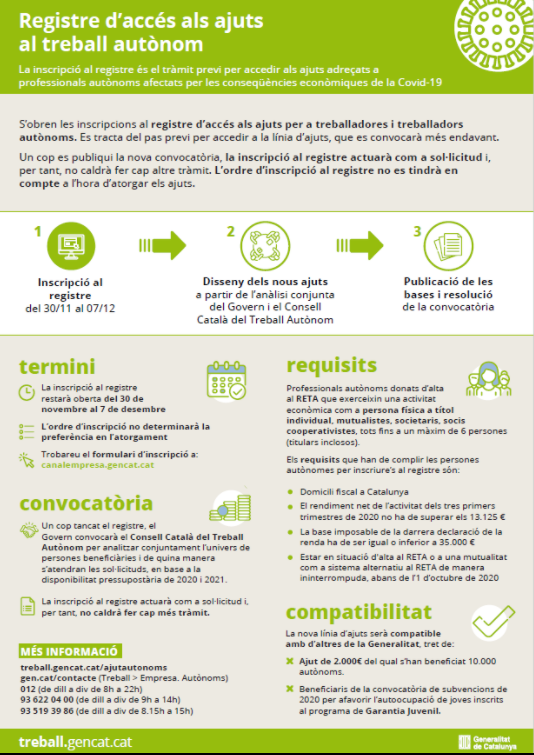 Registre d'accés als ajuts
al treball autònom
La inscripció al registre és el tràmit previ per accedir als ajuts adreçats a
professionals autònoms afectats per les conseqüències econòmiques de la Covid-19
S'obren les inscripcions al registre d'accés als ajuts per a treballadores i treballadors
autònoms. Es tracta del pas previ per accedir a la línia d'ajuts, que es convocarà més endavant.
Un cop es publiqui la nova convocatòria, la inscripció al registre actuarà com a sol·licitud i,
per tant, no caldrà fer cap altre tràmit. L'ordre d'inscripció al registre no es tindrà en
compte a l'hora d'atorgar els ajuts.
1
Inscripció al
registre
del 30/11 al 07/12
2
Disseny dels nous ajuts
a partir de l'anàlisi conjunta
del Govern i el Consell
Català del Treball Autònom
3
Publicació de les
bases i resolució
de la convocatòria
termini
La inscripció al registre
restarà oberta del 30 de
novembre al 7 de desembre
L'ordre d'inscripció no determinarà la
preferència en l'atorgament
Trobareu el formulari d'inscripció a:
canalempresa.gencat.cat
convocatòria
Un cop tancat el registre, el
Govern convocarà el Consell Català del Treball
Autònom per analitzar conjuntament l'univers de
persones beneficiàries i de quina manera
s'atendran les sol·licituds, en base a la
disponibilitat pressupostària de 2020 i 2021.
La inscripció al registre actuarà com a sol·licitud i,
per tant, no caldrà fer cap més tràmit.
MÉS INFORMACIÓ
treball.gencat.cat/ajutautonoms
gen.cat/contacte (Treball > Empresa. Autònoms)
012 (de dill a div de 8h a 22h)
93 622 04 00 (de dill a div de 9h a 14h)
93 519 39 86 (de dill a div de 8.15h a 15h)
requisits
Professionals autònoms donats d'alta
al RETA que exerceixin una activitat
econòmica com a persona física a títol
individual, mutualistes, societaris, socis
cooperativistes, tots fins a un màxim de 6 persones
(titulars inclosos).
Els requisits que han de complir les persones
autònomes per inscriure's al registre són:
Domicili fiscal a Catalunya
El rendiment net de l'activitat dels tres primers
trimestres de 2020 no ha de superar els 13.125 €
La base imposable de la darrera declaració de la
renda ha de ser igual o inferior a 35.000 €
Estar en situació d'alta al RETA o a una mutualitat
com a sistema alternatiu al RETA de manera
ininterrompuda, abans de l'1 d'octubre de 2020
compatibilitat
La nova línia d'ajuts serà compatible
amb d'altres de la Generalitat, tret de:
Ajut de 2.000€ del qual s'han beneficiat 10.000
autònoms.
Beneficiaris de la convocatòria de subvencions de
2020 per afavorir l'autoocupació de joves inscrits
al programa de Garantia Juvenil.
treball.gencat.cat
Generalitat
de Catalunya